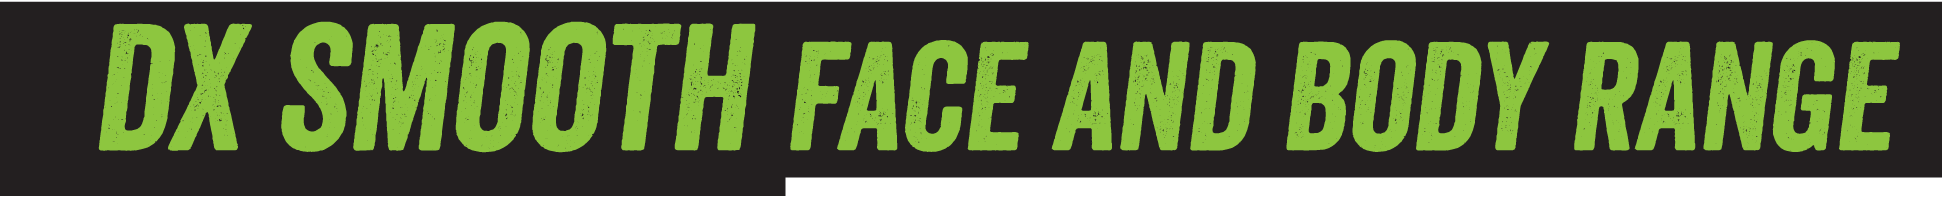 DX SMOOTH FACE AND BODY RANGE